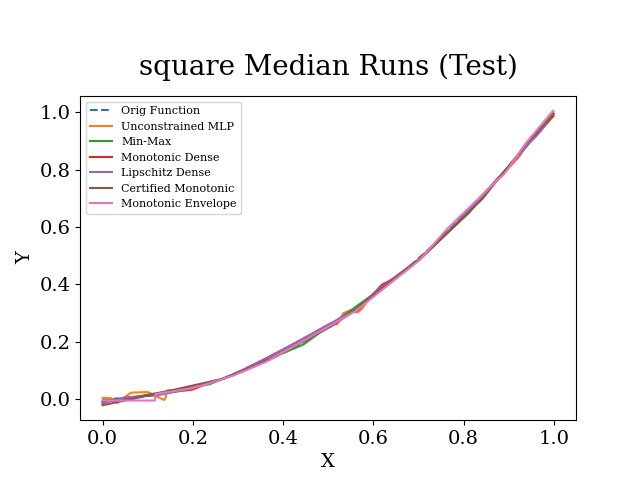 square Median Runs (Test)
Orig Function
Unconstrained MLP
Min-Max
Monotonic Dense
Lipschitz Dense
Certified Monotonic
Monotonic Envelope
1.0
0.8
0.6
0.4
0.2
0.0
Y
0.0 0.2 0.4 0.6 0.8 1.0
X